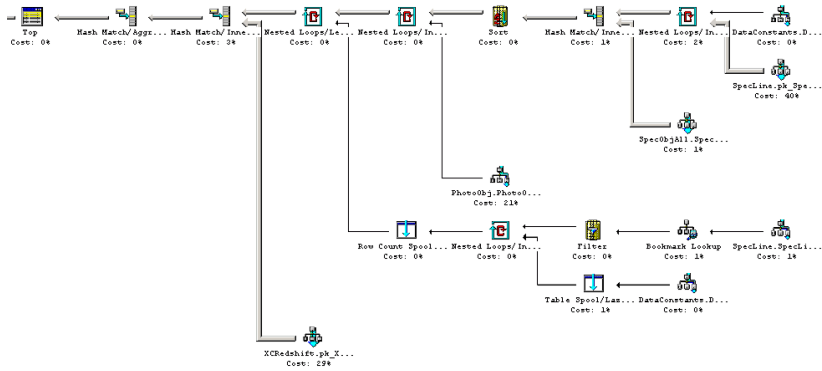 Top Hash Match/Aggr... Hash Match/Inne... Nested Loops/Le... Nested Loops/In... Sort Hash Match/Inne... Nested Loops/In... DataConstants.D...
Cost: 0% Cost: 0% Cost: 3% Cost: 0% Cost: 0% Cost: 0% Cost: 1% Cost: 2% Cost: 0%
SpecLine.pk_Spe...
Cost: 40%
SpecObjAll.Spec...
Cost: 1%
PhotoObj.PhotoO...
Cost: 21%
Row Count Spool... Nested Loops/In... Filter Bookmark Lookup SpecLine.SpecLi...
Cost: 0% Cost: 0% Cost: 0% Cost: 1% Cost: 1%
Table Spool/Laz... DataConstants.D...
Cost: 1% Cost: 0%
XCRedshift.pk_X...
Cost: 29%